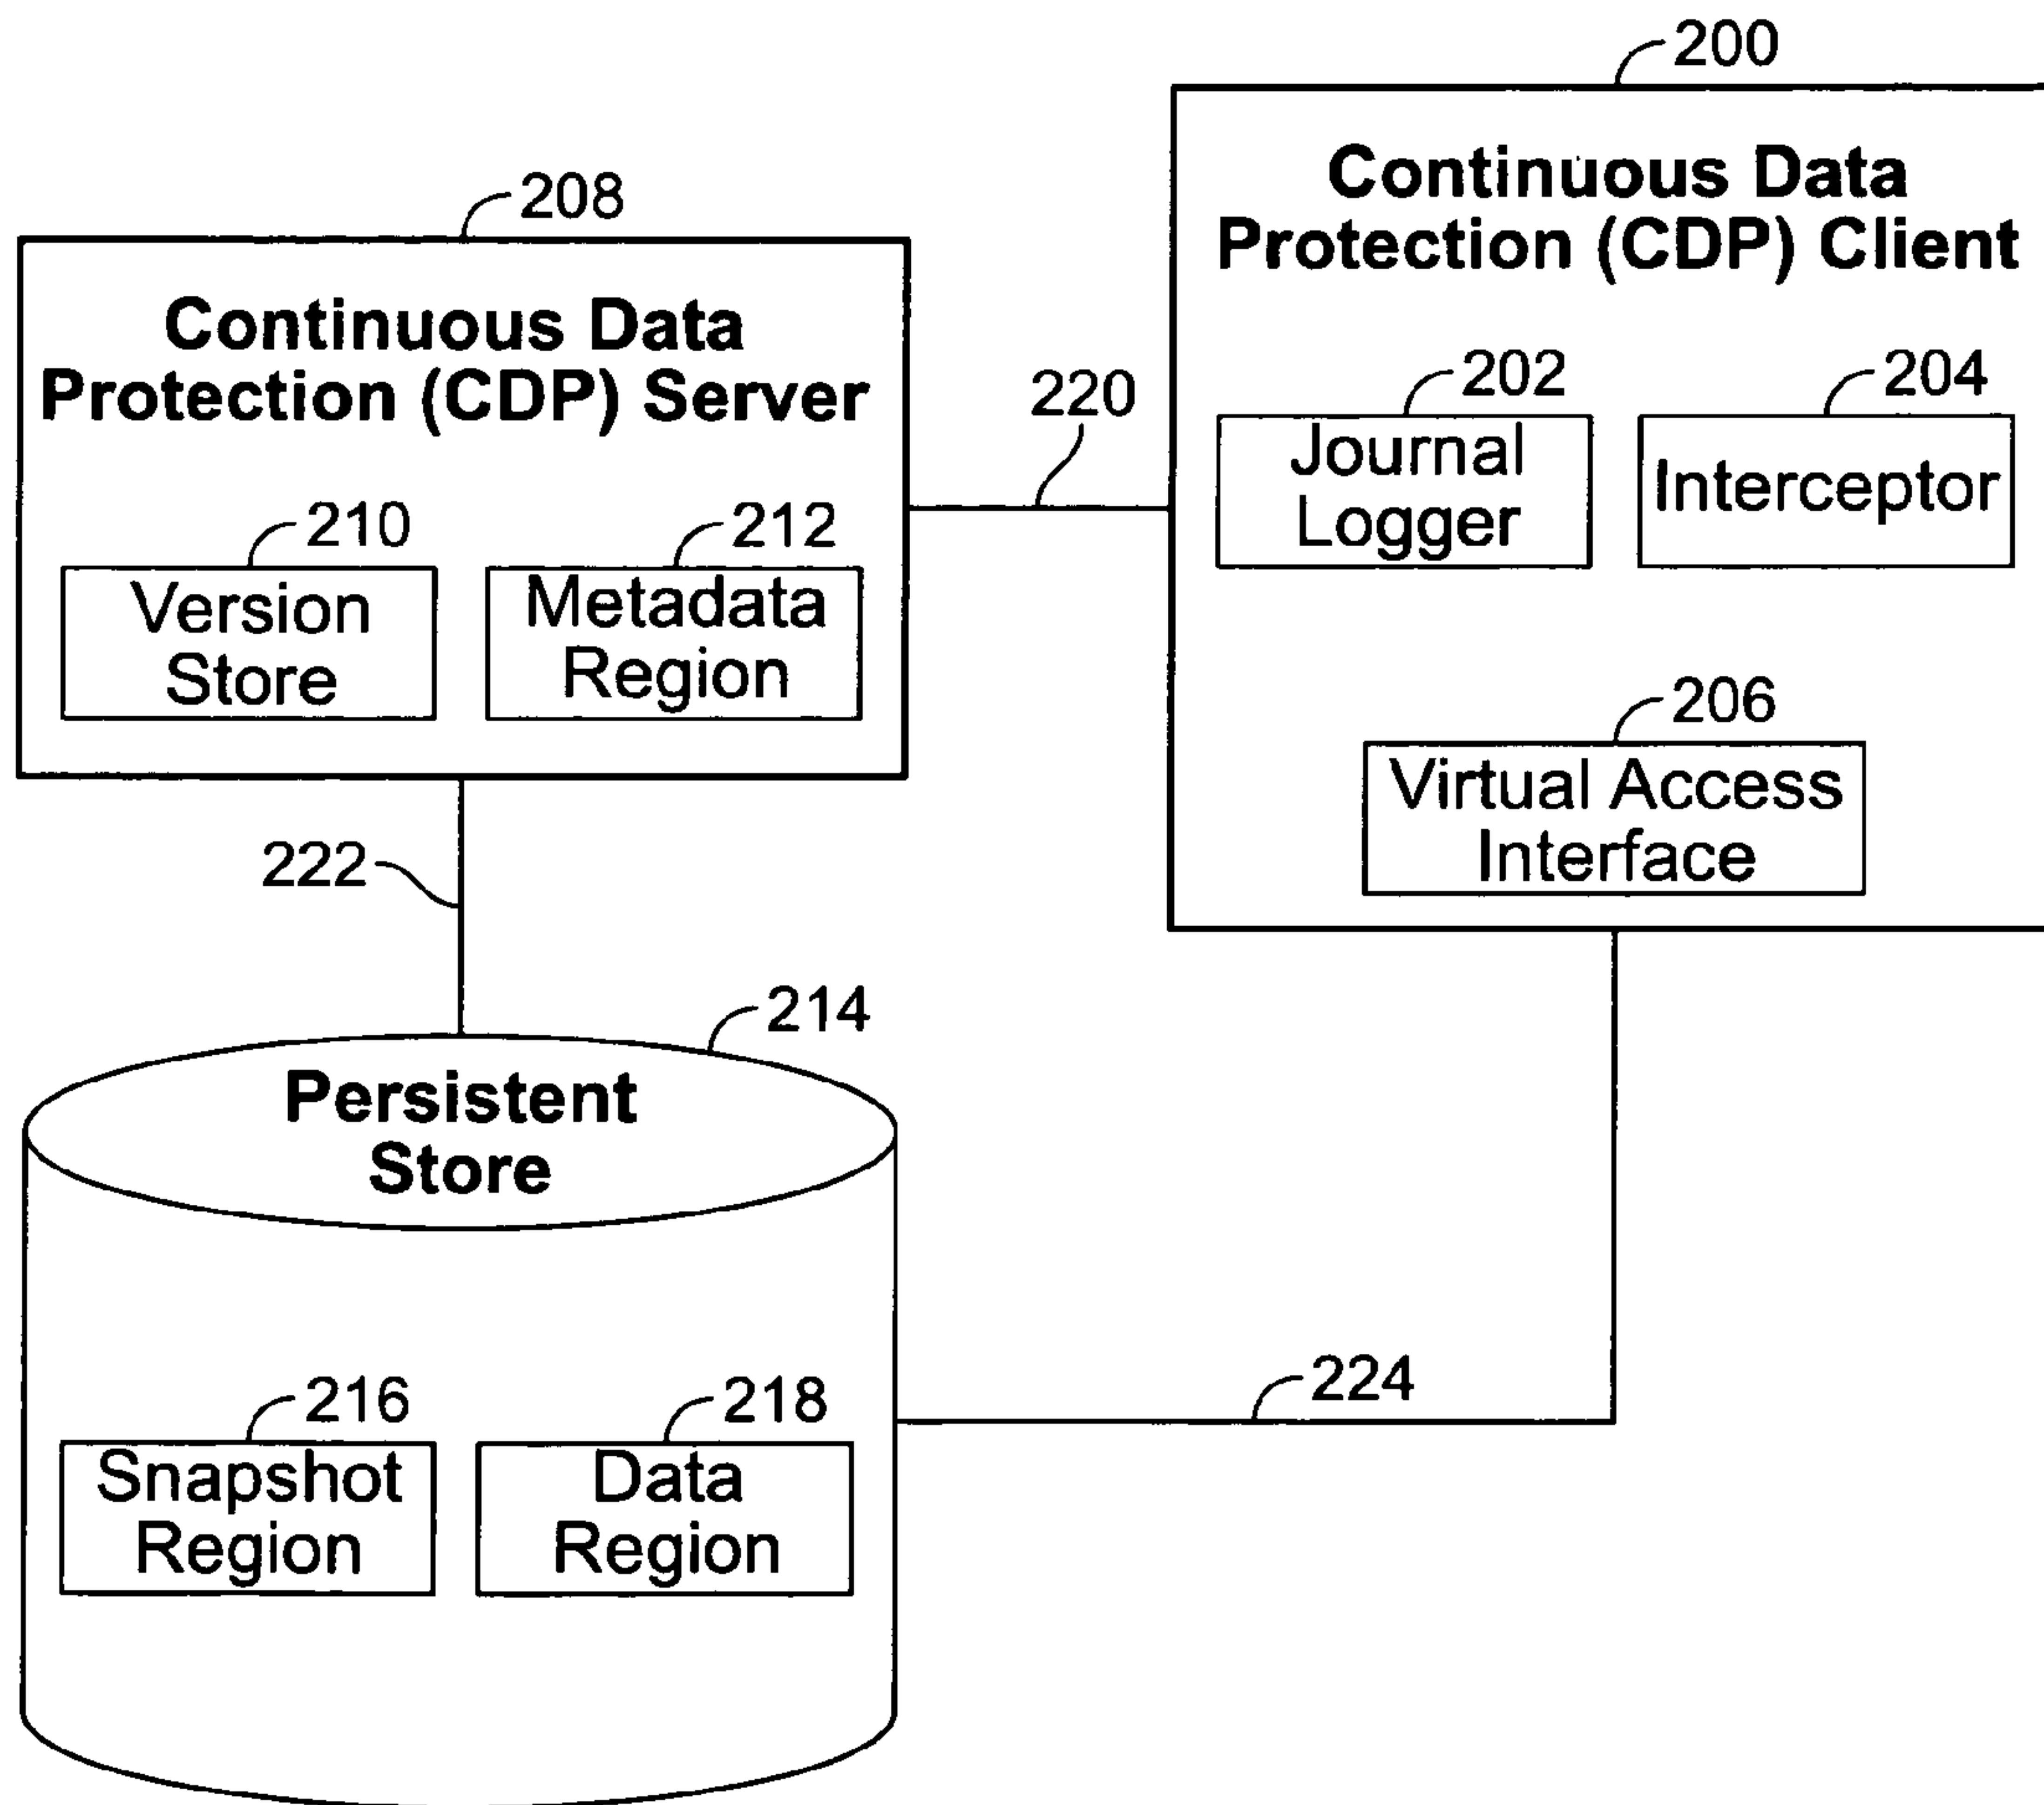 200
Continuous Data
Protection (CDP) Client
208
Continuous Data
Protection (CDP) Server
220
202
Journal
Logger
204
Interceptor
210
Version
Store
212
Metadata
Region
206
Virtual Access
Interface
222
214
Persistent
Store
224
216
Snapshot
Region
218
Data
Region